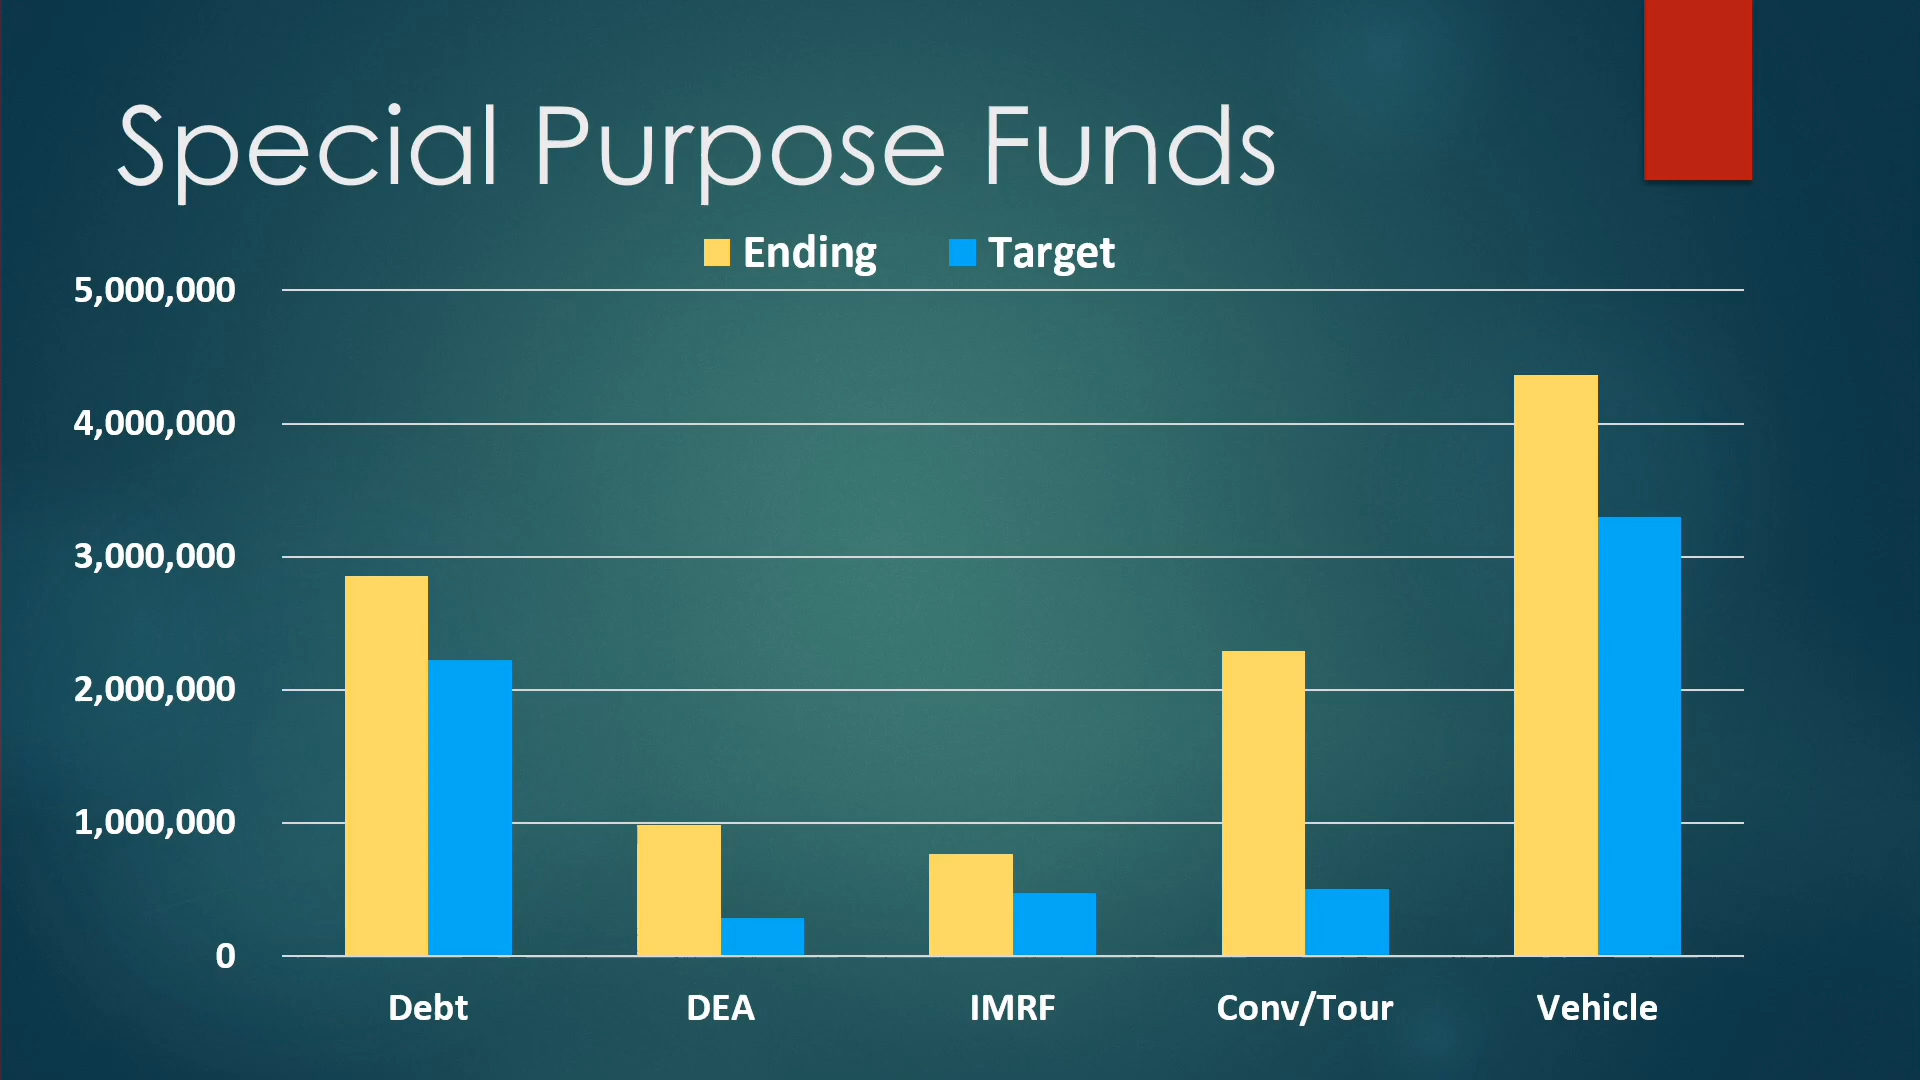 Special Purpose Funds
Ending Target
5,000,000
4,000,000
3,000,000
2,000,000
1,000,000
0
Debt DEA IMRF Conv/Tour Vehicle